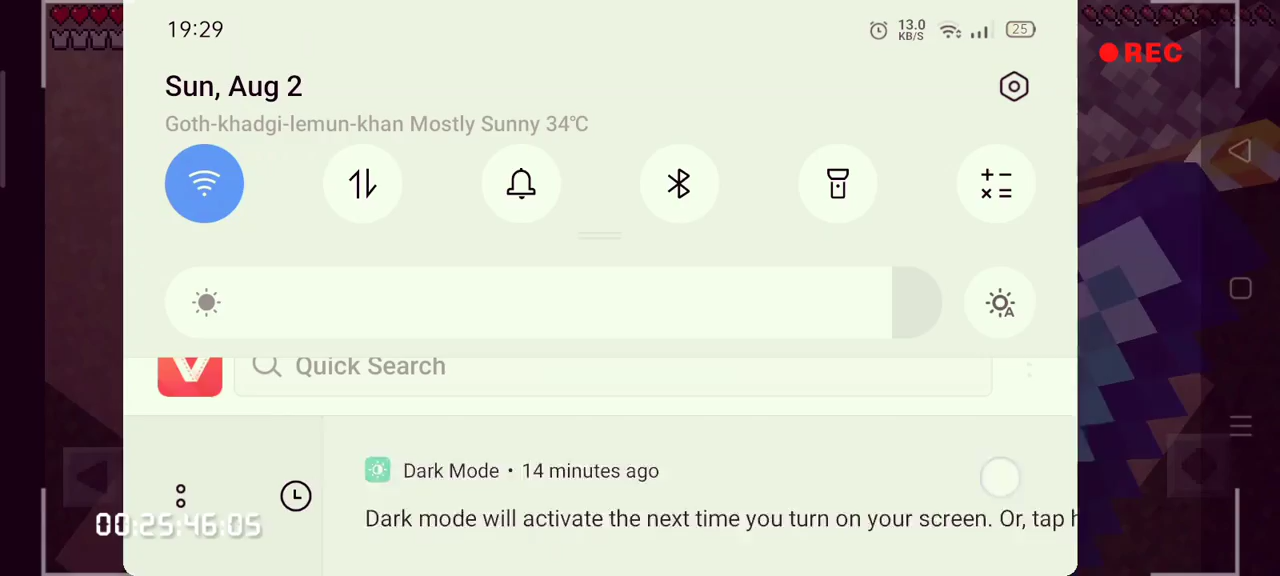 19:29
13.0
KB/S
25
REC
Sun, Aug 2
Goth-khadgi-lemun-khan Mostly Sunny 34℃
A
Quick Search
Dark Mode • 14 minutes ago
00:25:46:05
Dark mode will activate the next time you turn on your screen. Or, tap